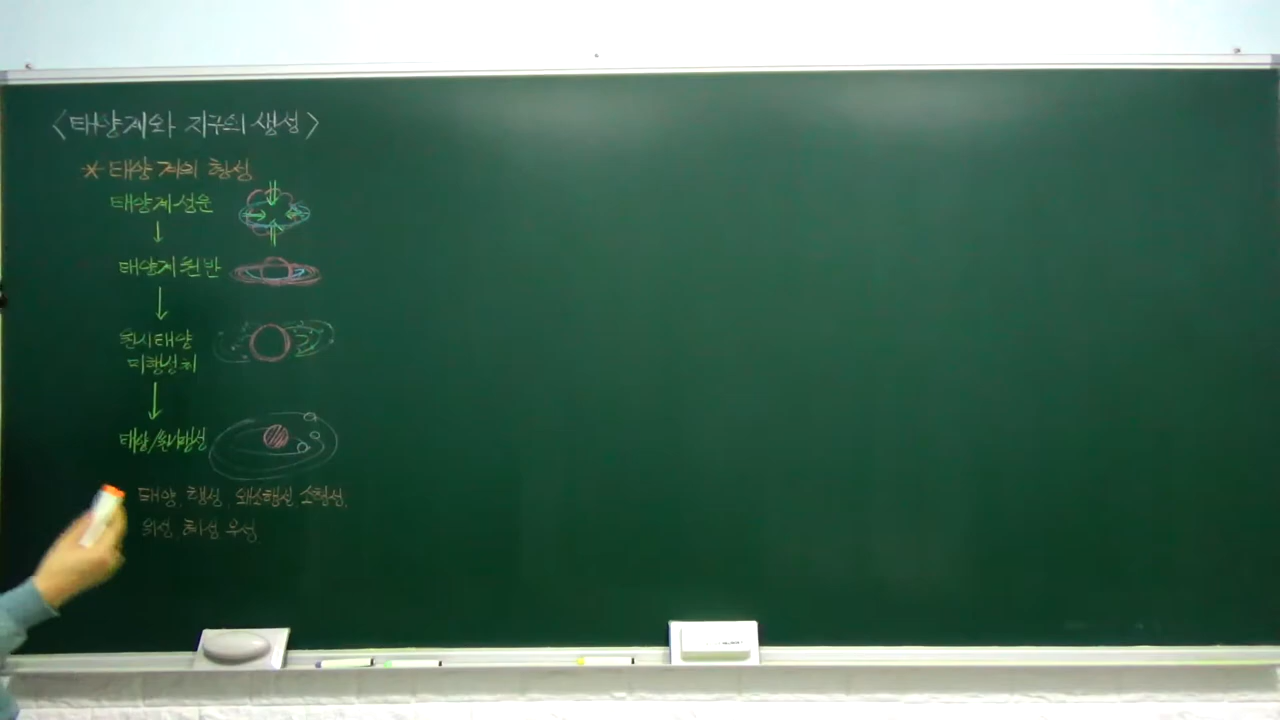 <태양계와 지구의 생성>
* 태양계의 형성
태양계 성운
↓
태양계 원반
↓
원시태양
미행성체
↓
태양/원시행성
태양, 행성, 왜소행성, 소행성,
위성, 혜성, 유성